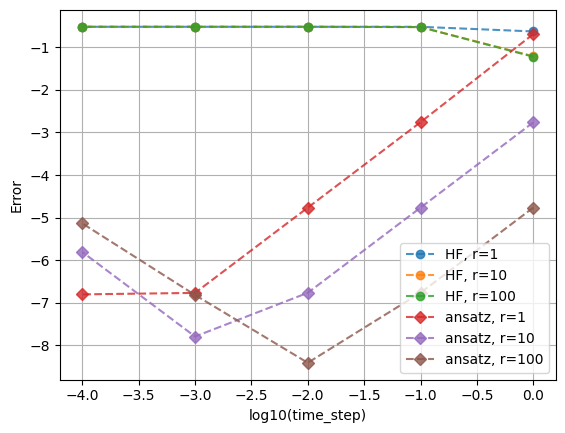 −1
−2
−3
−4
−5
−6
−7
−8
Error
HF, r=1
HF, r=10
HF, r=100
ansatz, r=1
ansatz, r=10
ansatz, r=100
−4.0 −3.5 −3.0 −2.5 −2.0 −1.5 −1.0 −0.5 0.0
log10(time_step)